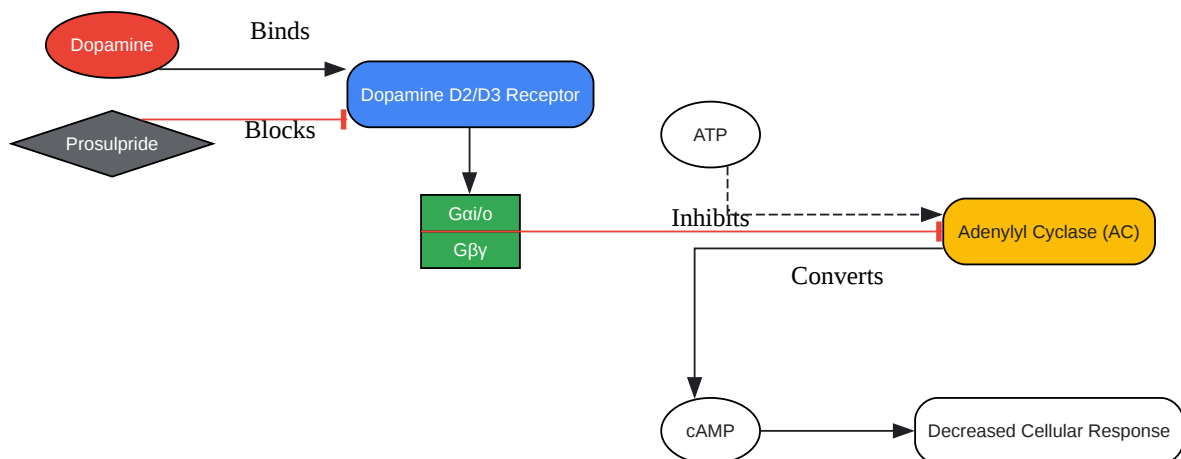 Dopamine
Binds
Dopamine D2/D3 Receptor
Prosulpride
Blocks
ATP
Gαi/o
Gβγ
Inhibits
Adenylyl Cyclase (AC)
Converts
cAMP
Decreased Cellular Response